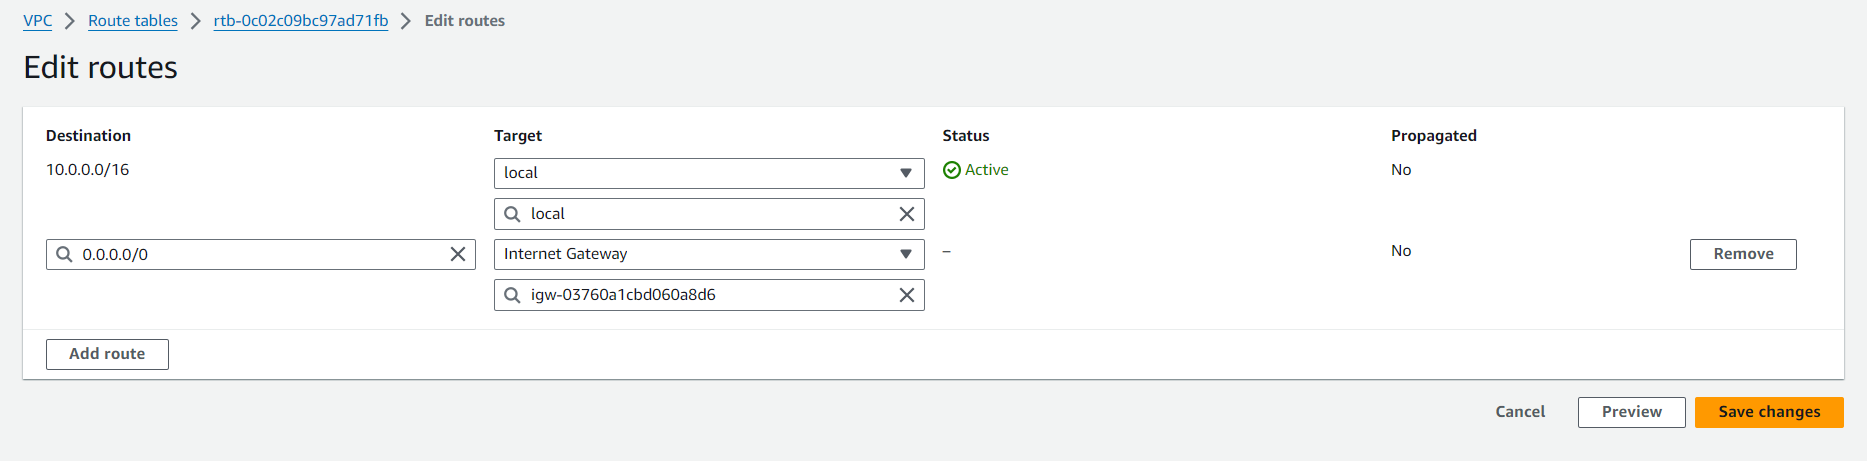 VPC > Route tables > rtb-0c02c09bc97ad71fb > Edit routes
Edit routes
Destination Target Status Propagated
10.0.0.0/16 local Active No
local
0.0.0.0/0 Internet Gateway – No Remove
igw-03760a1cbd060a8d6
Add route
Cancel Preview Save changes